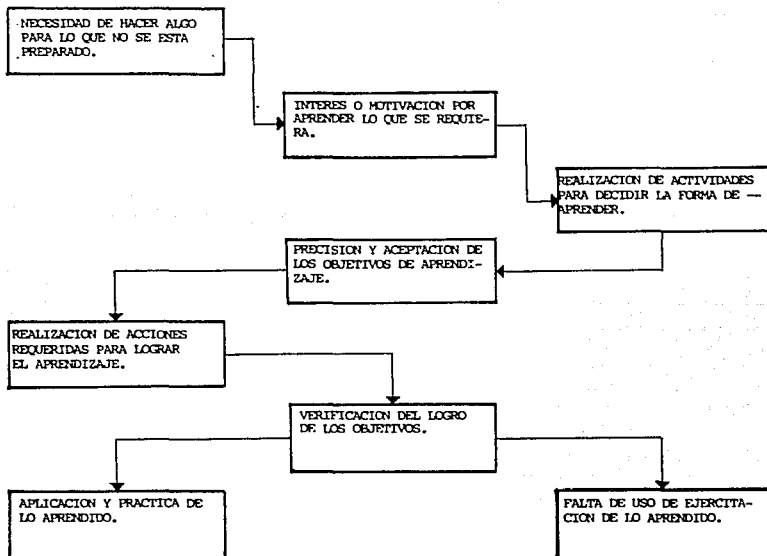 NECESIDAD DE HACER ALGO
PARA LO QUE NO SE ESTA
PREPARADO.
INTERES O MOTIVACION POR
APRENDER LO QUE SE REQUIE-
RA.
REALIZACION DE ACTIVIDADES
PARA DECIDIR LA FORMA DE —
APRENDER.
PRECISION Y ACEPTACION DE
LOS OBJETIVOS DE APRENDI-
ZAJE.
REALIZACION DE ACCIONES
REQUERIDAS PARA LOGRAR
EL APRENDIZAJE.
VERIFICACION DEL LOGRO
DE LOS OBJETIVOS.
APLICACION Y PRACTICA DE
LO APRENDIDO.
FALTA DE USO DE EJERCITA-
CION DE LO APRENDIDO.